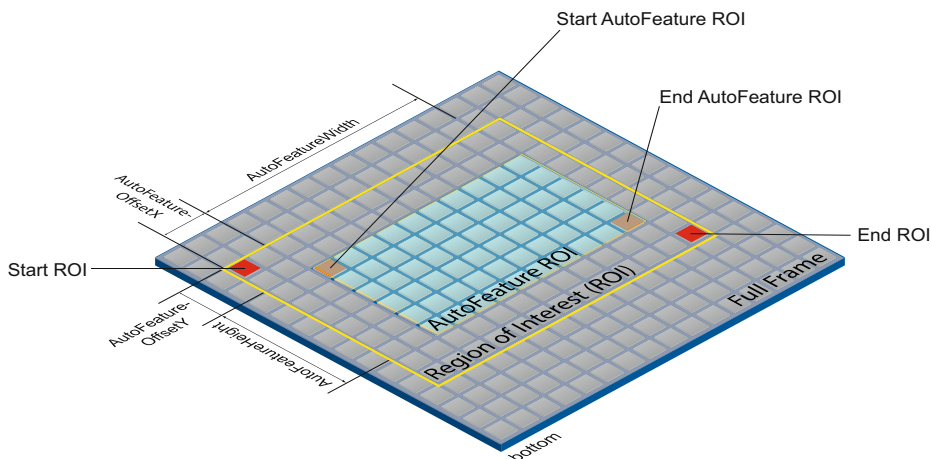 Start AutoFeature ROI
End AutoFeature ROI
AutoFeatureWidth
AutoFeature-
OffsetX
Start ROI
End ROI
AutoFeature-
OffsetY
AutoFeatureHeight
AutoFeature ROI
Region of Interest (ROI)
Full Frame
bottom